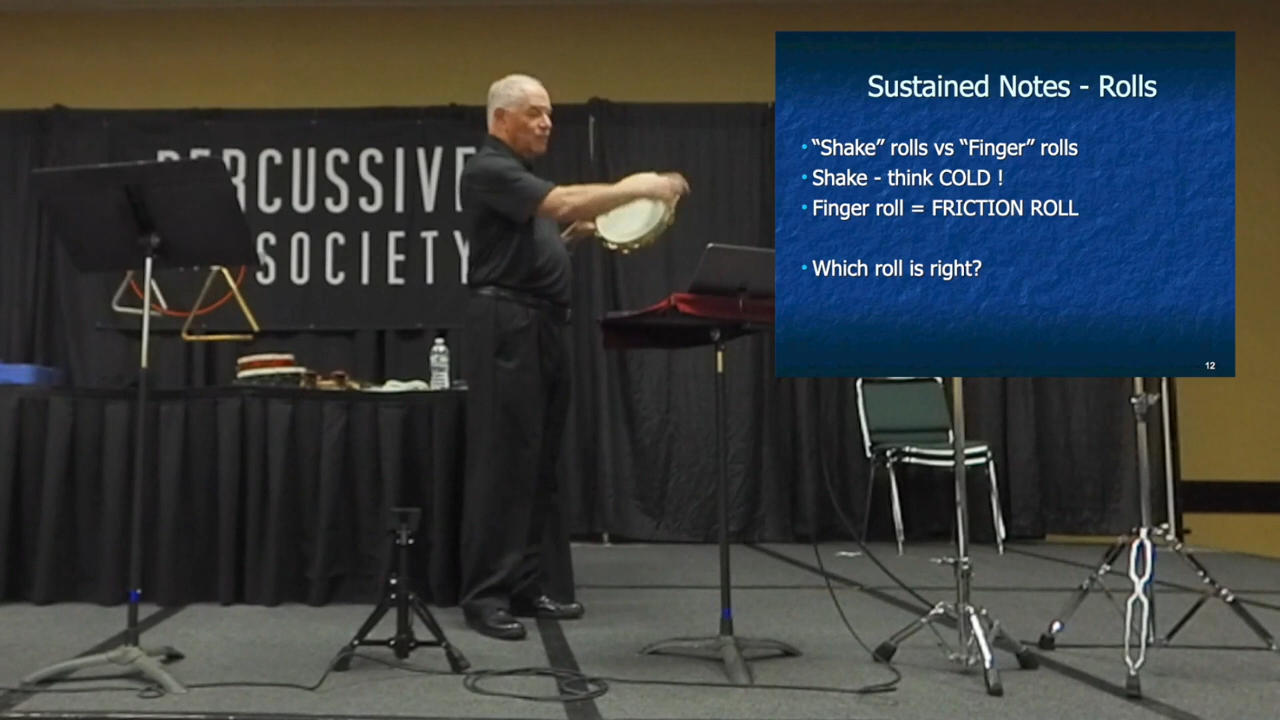 PERCUSSIVE
SOCIETY
Sustained Notes - Rolls
“Shake” rolls vs “Finger” rolls
Shake - think COLD !
Finger roll = FRICTION ROLL
Which roll is right?
12